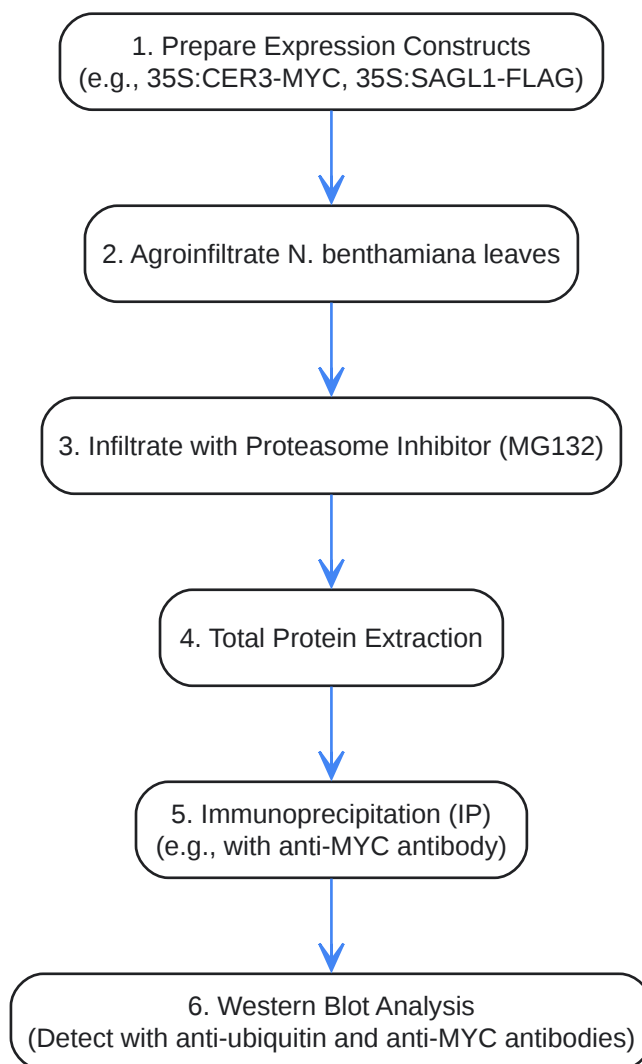 1. Prepare Expression Constructs
(e.g., 35S:CER3-MYC, 35S:SAGL1-FLAG)
2. Agroinfiltrate N. benthamiana leaves
3. Infiltrate with Proteasome Inhibitor (MG132)
4. Total Protein Extraction
5. Immunoprecipitation (IP)
(e.g., with anti-MYC antibody)
6. Western Blot Analysis
(Detect with anti-ubiquitin and anti-MYC antibodies)